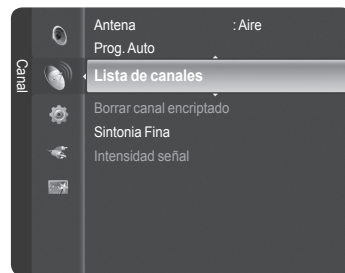 Canal
Antena : Aire
Prog. Auto
Lista de canales
Borrar canal encriptado
Sintonia Fina
Intensidad señal